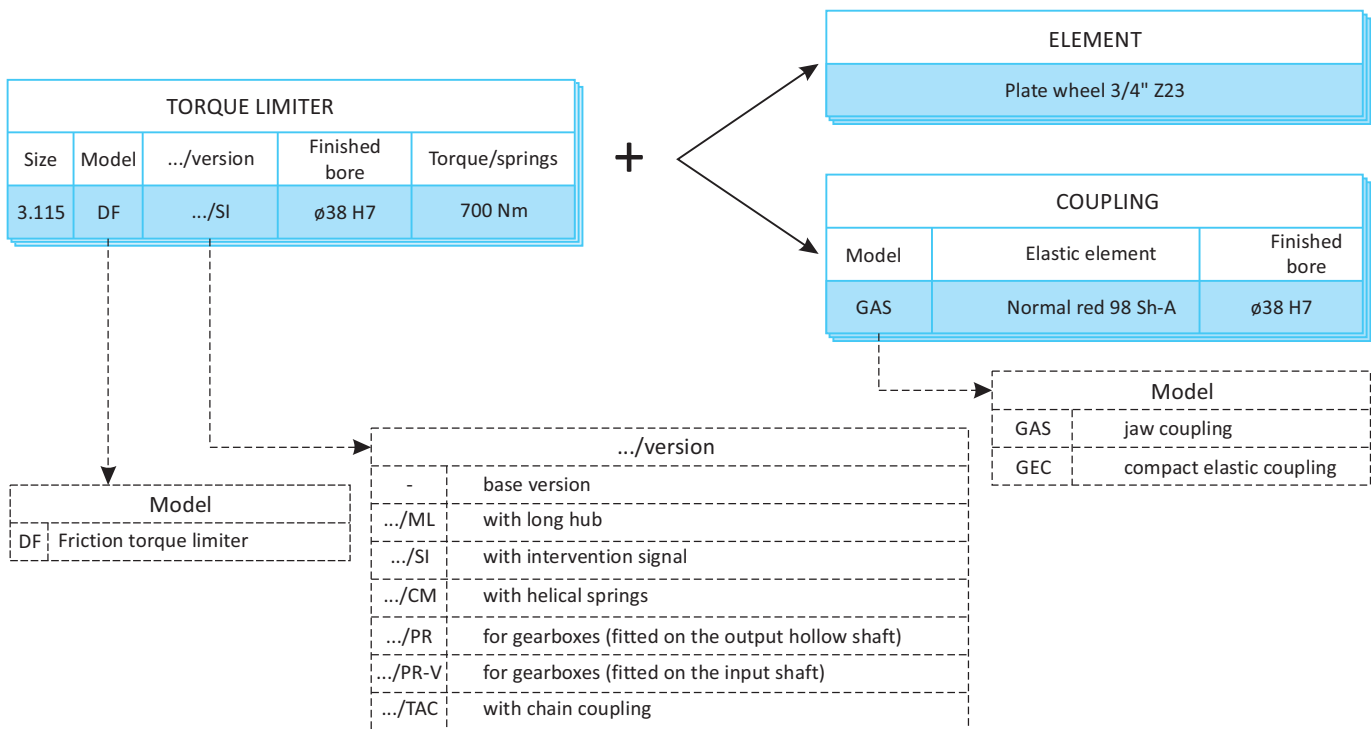 ELEMENT
Plate wheel 3/4" Z23
TORQUE LIMITER
Size Model .../version Finished bore Torque/springs
3.115 DF .../SI ø38 H7 700 Nm
+
COUPLING
Model Elastic element Finished bore
GAS Normal red 98 Sh-A ø38 H7
Model
GAS jaw coupling
GEC compact elastic coupling
.../version
- base version
.../ML with long hub
.../SI with intervention signal
.../CM with helical springs
.../PR for gearboxes (fitted on the output hollow shaft)
.../PR-V for gearboxes (fitted on the input shaft)
.../TAC with chain coupling
Model
DF Friction torque limiter